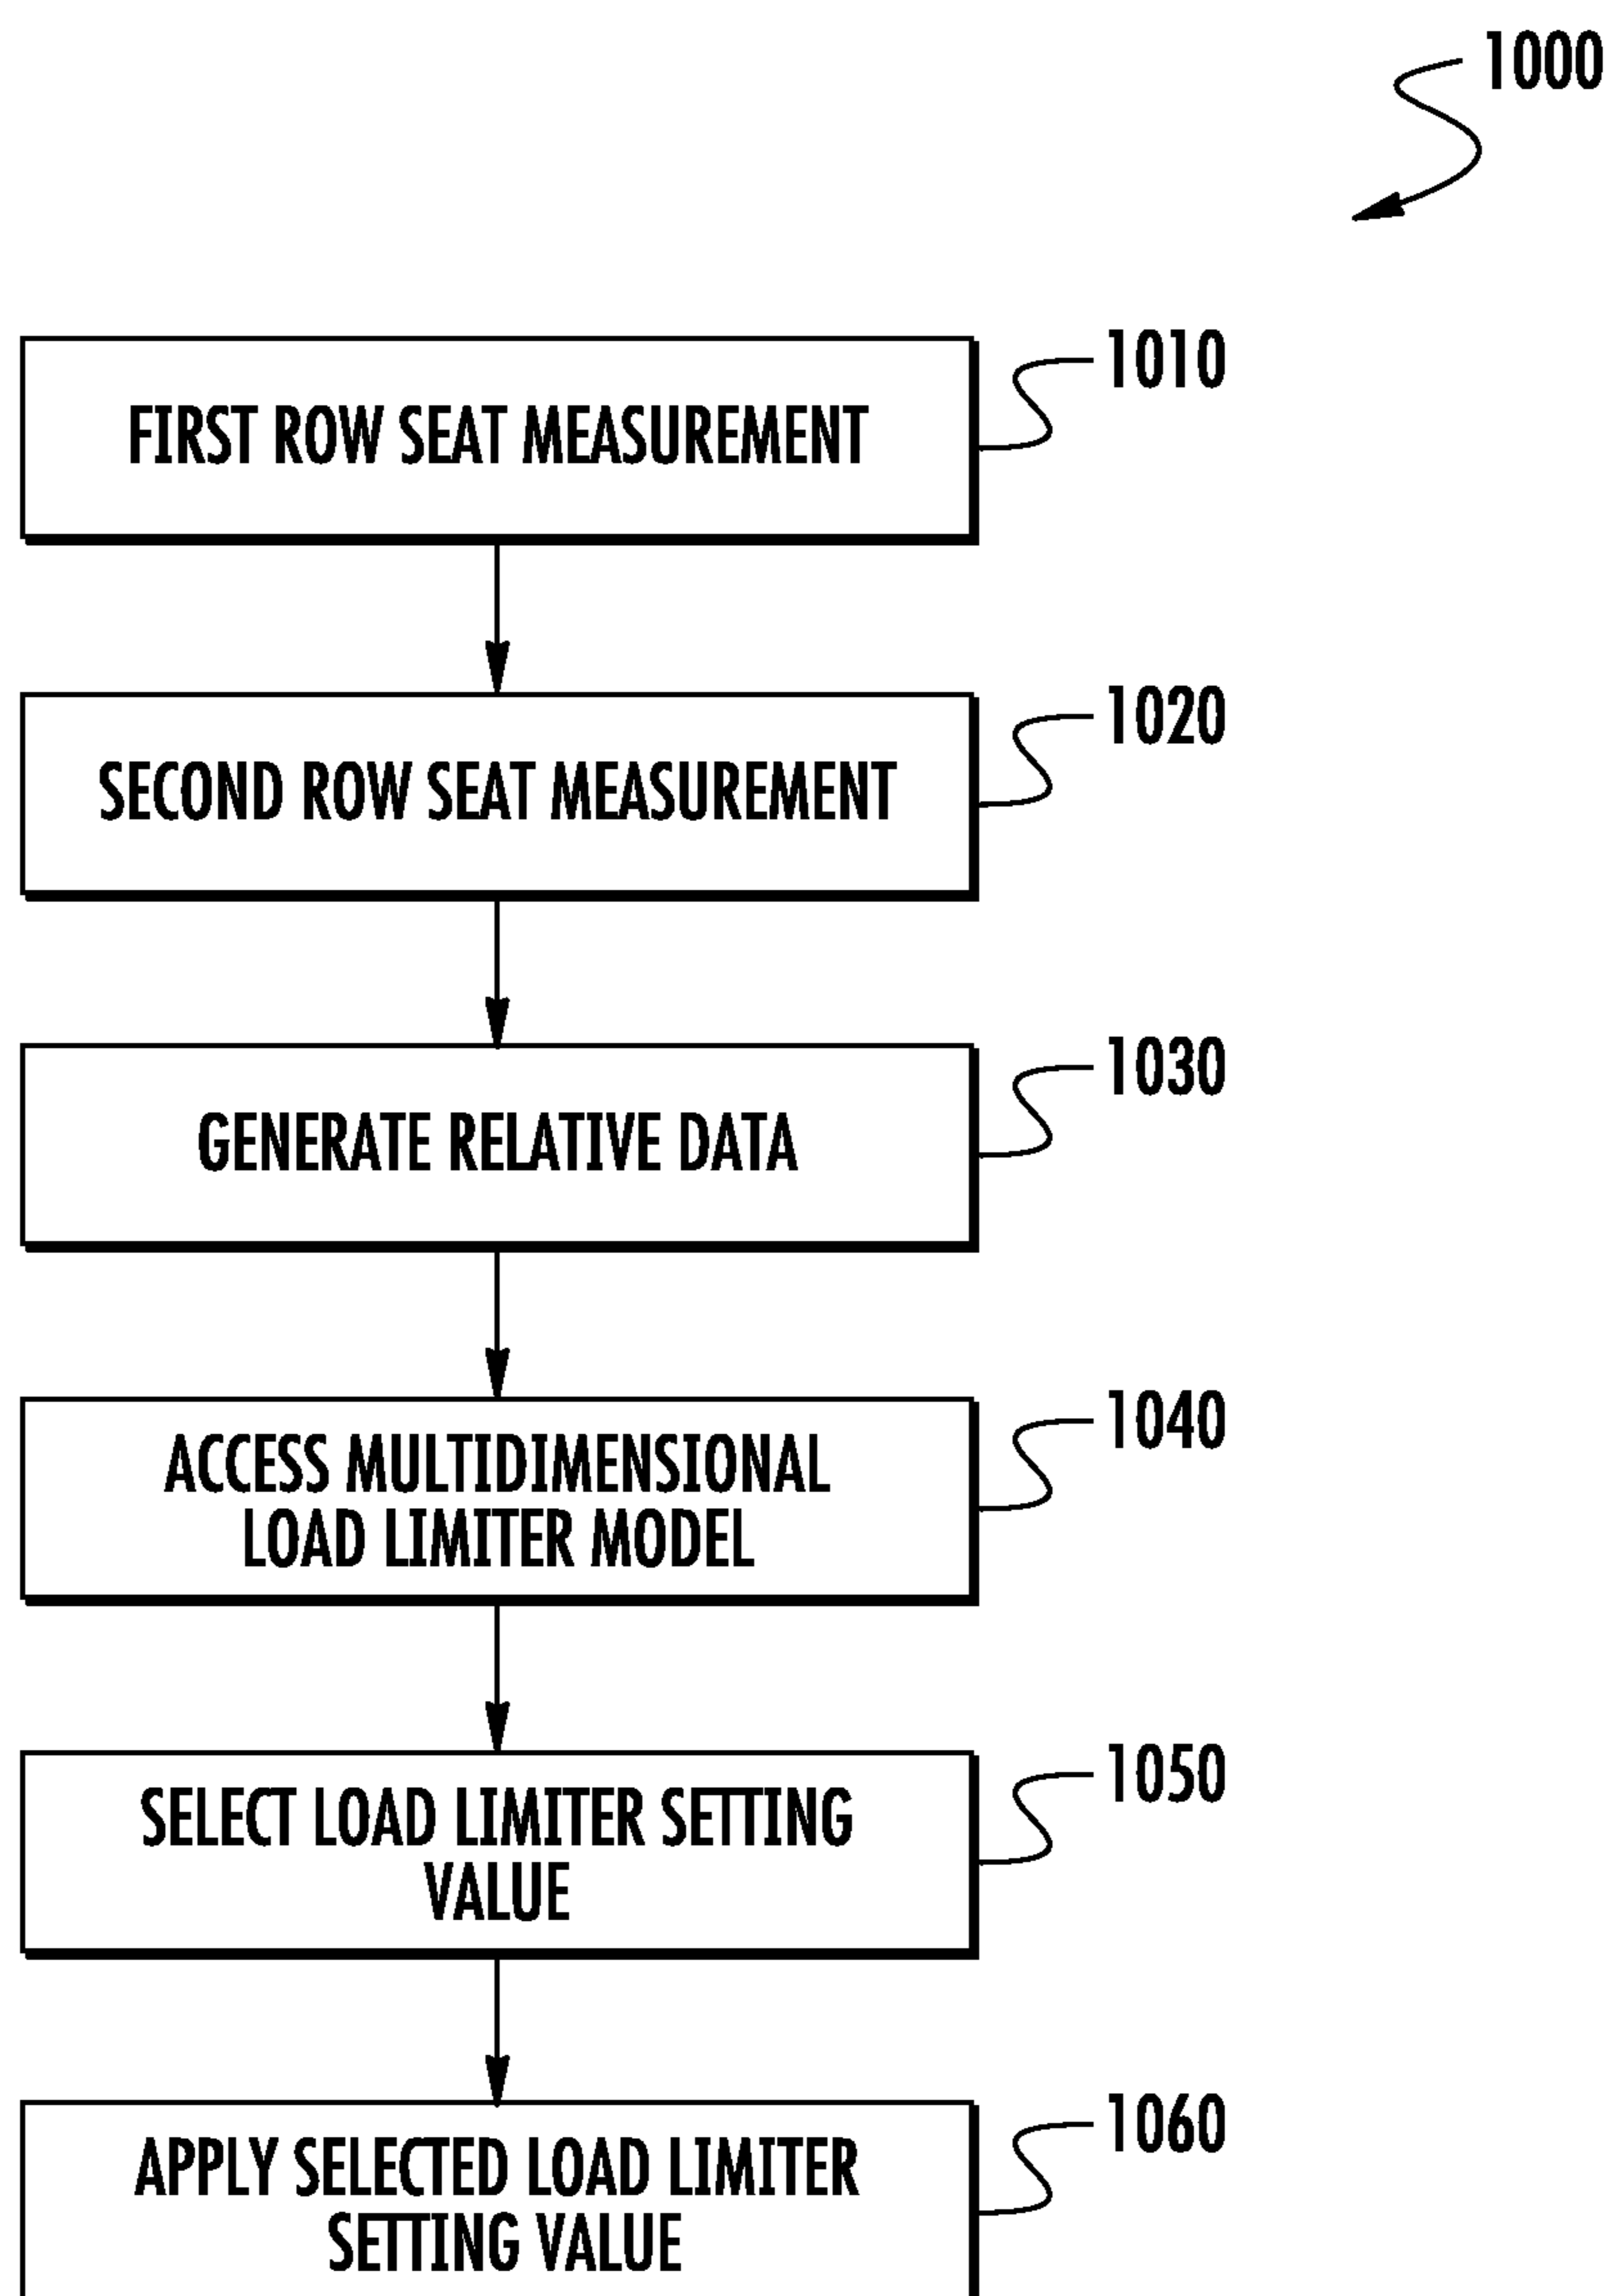 1000
FIRST ROW SEAT MEASUREMENT
1010
SECOND ROW SEAT MEASUREMENT
1020
GENERATE RELATIVE DATA
1030
ACCESS MULTIDIMENSIONAL
LOAD LIMITER MODEL
1040
SELECT LOAD LIMITER SETTING
VALUE
1050
APPLY SELECTED LOAD LIMITER
SETTING VALUE
1060